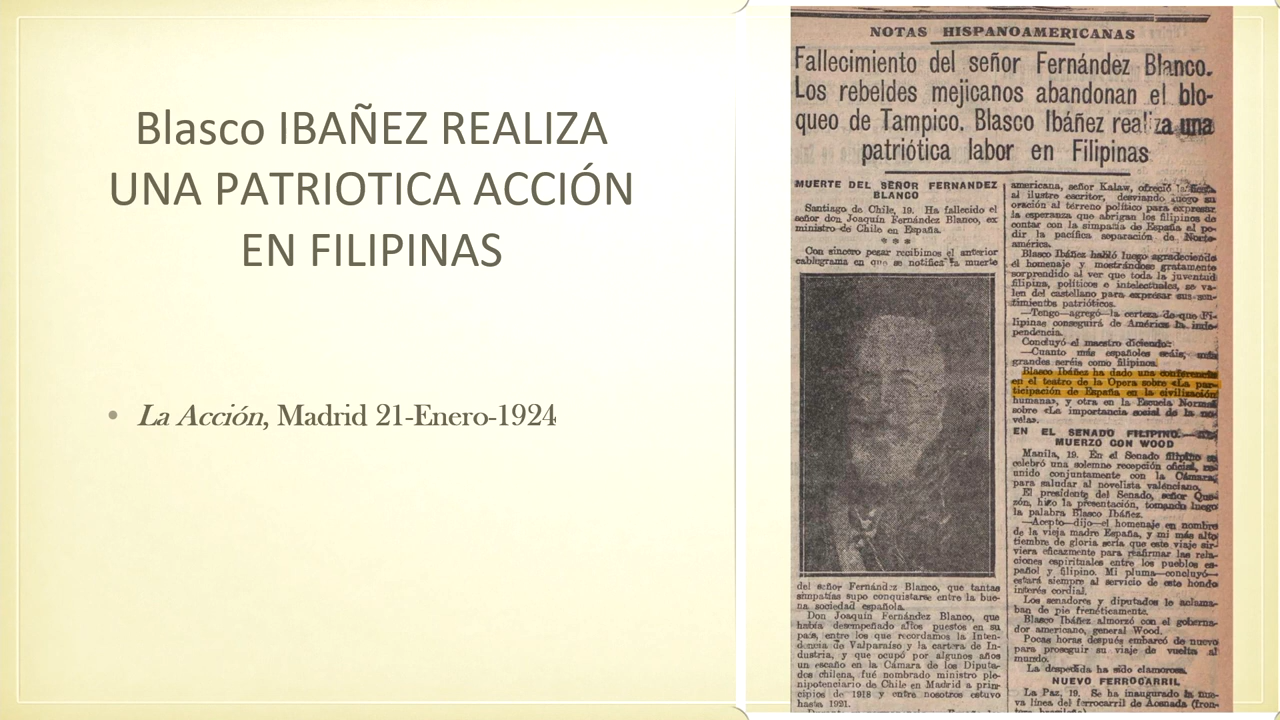 Blasco IBAÑEZ REALIZA
UNA PATRIOTICA ACCIÓN
EN FILIPINAS
• La Acción, Madrid 21-Enero-1924
NOTAS HISPANOAMERICANAS
Fallecimiento del señor Fernández Blanco.
Los rebeldes mejicanos abandonan el blo-
queo de Tampico. Blasco Ibáñez realiza una
patriótica labor en Filipinas
MUERTE DEL SEÑOR FERNANDEZ
BLANCO
Santiago de Chile, 19. Ha fallecido el
señor don Joaquín Fernández Blanco, ex
ministro de Chile en España.
* * *
Con sincero pesar recibimos el anterior
cablegrama en que se notifica la muerte
del señor Fernández Blanco, que tantas
simpatías supo conquistarse entre la bue-
na sociedad española.
Don Joaquín Fernández Blanco, que
había desempeñado altos puestos en su
país, entre los que recordamos la Inten-
dencia de Valparaíso y la cartera de In-
dustria, y que ocupó por algunos años
un escaño en la Cámara de los Diputa-
dos chilena, fué nombrado ministro ple-
nipotenciario de Chile en Madrid a prin-
cipios de 1918 y entre nosotros estuvo
hasta 1921.
americana, señor Kalaw, ofreció la fiesta
al ilustre escritor, desviando luego su
oración al terreno político para expresar
la esperanza que abrigan los filipinos de
contar con la simpatía de España al pe-
dir la pacífica separación de Norte-
américa.
Blasco Ibáñez habló luego agradeciendo
el homenaje y mostrándose gratamente
sorprendido al ver que toda la juventud
filipina, políticos e intelectuales, se va-
len del castellano para expresar sus sen-
timientos patrióticos.
—Tengo—agregó—la certeza de que Fi-
lipinas conseguirá de América la inde-
pendencia.
Concluyó el maestro diciendo:
—Cuanto más españoles seáis, más
grandes seréis como filipinos.
Blasco Ibáñez ha dado una conferencia
en el teatro de la Opera sobre «La par-
ticipación de España en la civilización
humana», y otra en la Escuela Normal
sobre «La importancia social de la no-
vela».
EN EL SENADO FILIPINO.—
MUERZO CON WOOD
Manila, 19. En el Senado filipino se
celebró una solemne recepción oficial, re-
unido conjuntamente con la Cámara,
para saludar al novelista valenciano.
El presidente del Senado, señor Que-
zón, hizo la presentación, tomando luego
la palabra Blasco Ibáñez.
—Acepto—dijo—el homenaje en nombre
de la vieja madre España, y mi más alto
timbre de gloria sería que este viaje sir-
viera eficazmente para reafirmar las rela-
ciones espirituales entre los pueblos es-
pañol y filipino. Mi pluma—concluyó—
estará siempre al servicio de este hondo
interés cordial.
Los senadores y diputados le aclama-
ban de pie frenéticamente.
Blasco Ibáñez almorzó con el goberna-
dor americano, general Wood.
Pocas horas después embarcó de nuevo
para proseguir su viaje de vuelta al
mundo.
La despedida ha sido clamorosa.
NUEVO FERROCARRIL
La Paz, 19. Se ha inaugurado la nue-
va línea del ferrocarril de